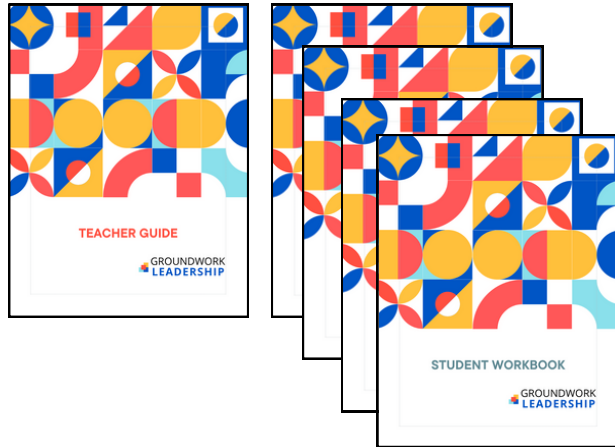 TEACHER GUIDE
GROUNDWORK
LEADERSHIP
STUDENT WORKBOOK
GROUNDWORK
LEADERSHIP